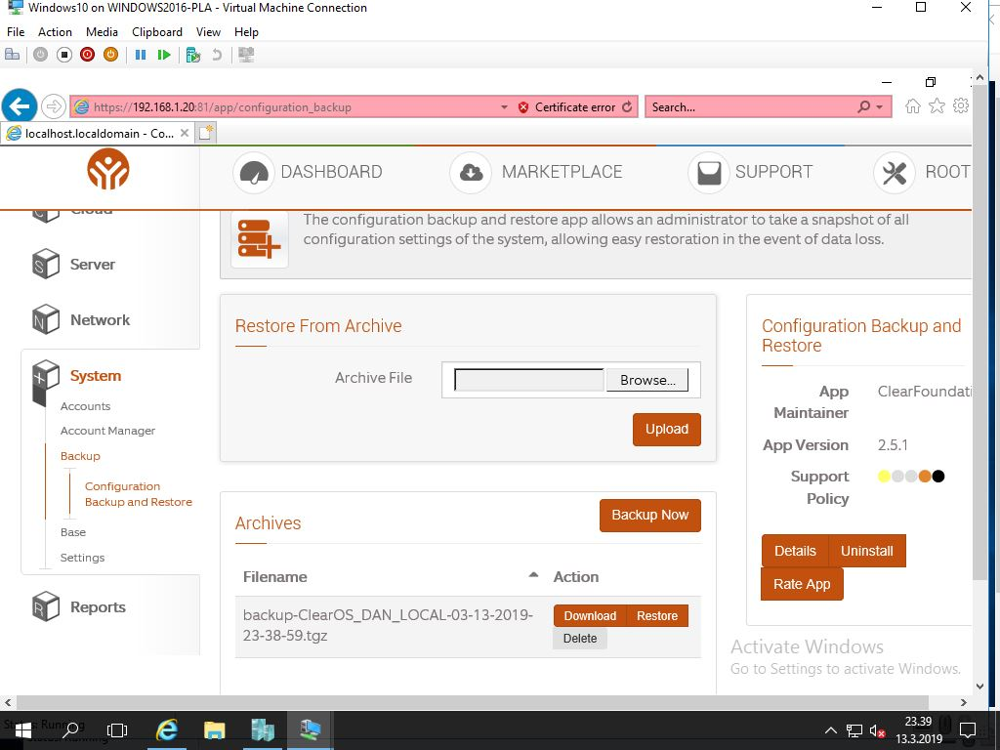 Windows10 on WINDOWS2016-PLA - Virtual Machine Connection
File Action Media Clipboard View Help
https://192.168.1.20:81/app/configuration_backup
Certificate error
Search...
localhost.localdomain - Co...
DASHBOARD
MARKETPLACE
SUPPORT
ROOT
Cloud
The configuration backup and restore app allows an administrator to take a snapshot of all
configuration settings of the system, allowing easy restoration in the event of data loss.
Server
Network
System
Accounts
Account Manager
Backup
Configuration
Backup and Restore
Base
Settings
Reports
Restore From Archive
Archive File
Browse...
Upload
Archives
Backup Now
Filename
Action
backup-ClearOS_DAN_LOCAL-03-13-2019-
23-38-59.tgz
Download
Restore
Delete
Configuration Backup and
Restore
App
Maintainer
ClearFoundati
App Version
2.5.1
Support
Policy
Details
Uninstall
Rate App
Activate Windows
Go to Settings to activate Windows.
Status: Running
23.39
13.3.2019